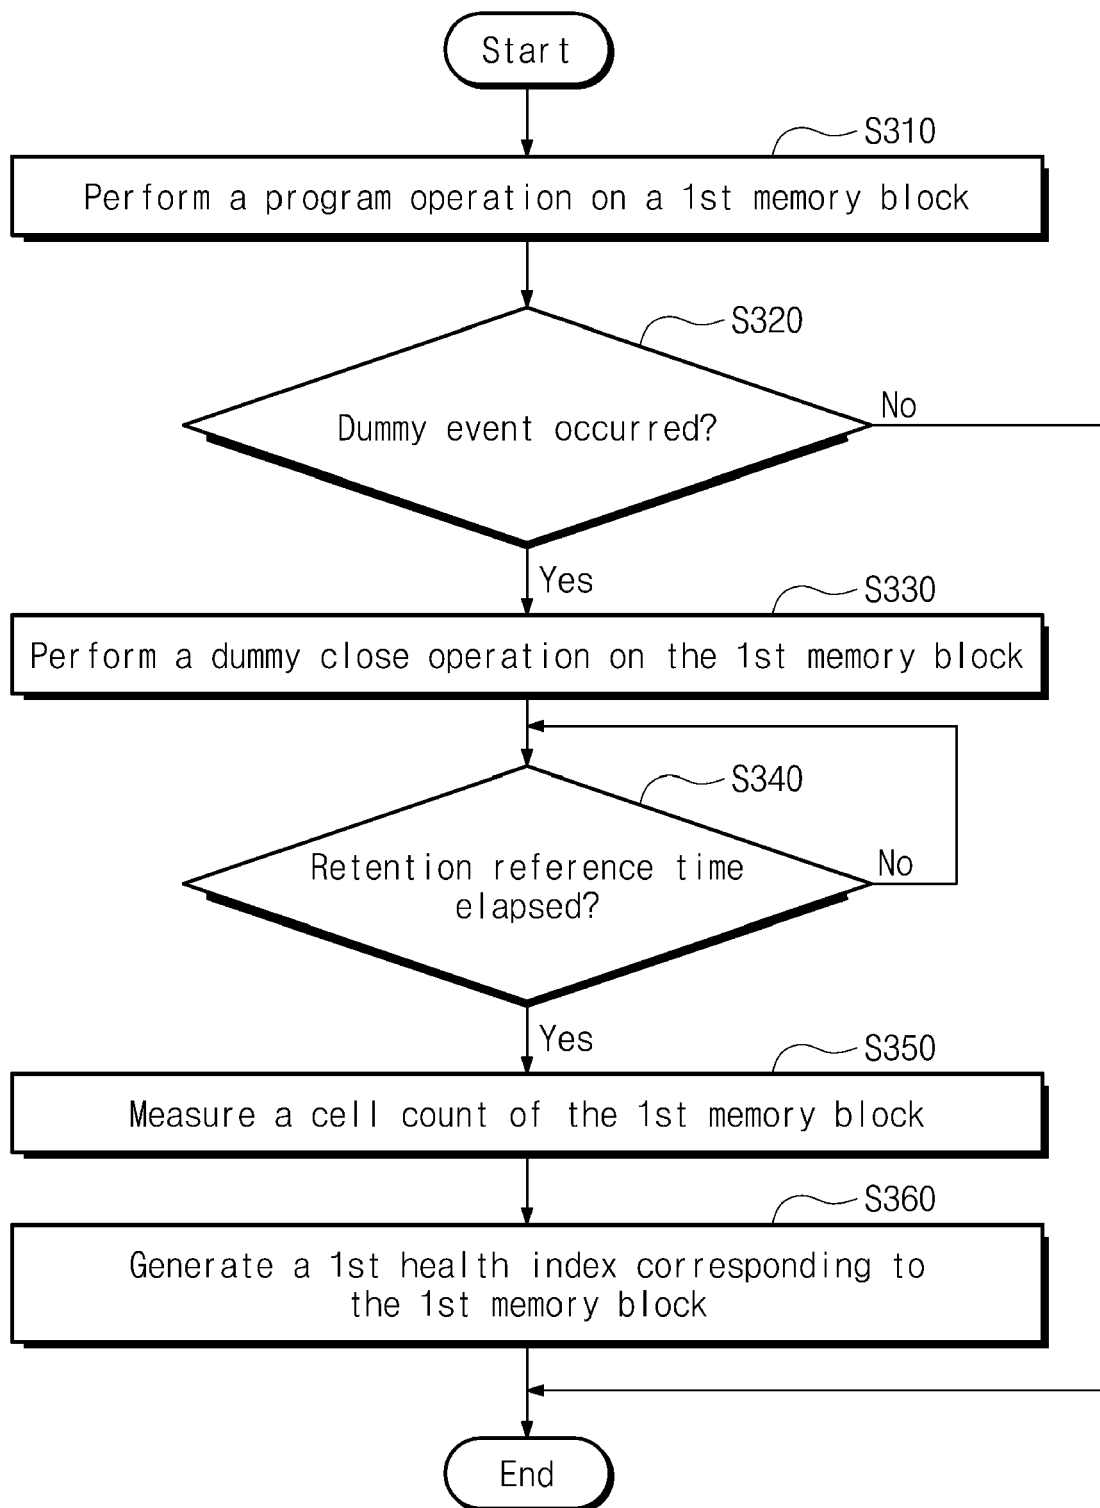 Start
S310
Perform a program operation on a 1st memory block
S320
Dummy event occurred?
No
Yes
S330
Perform a dummy close operation on the 1st memory block
S340
Retention reference time
elapsed?
No
Yes
S350
Measure a cell count of the 1st memory block
S360
Generate a 1st health index corresponding to
the 1st memory block
End